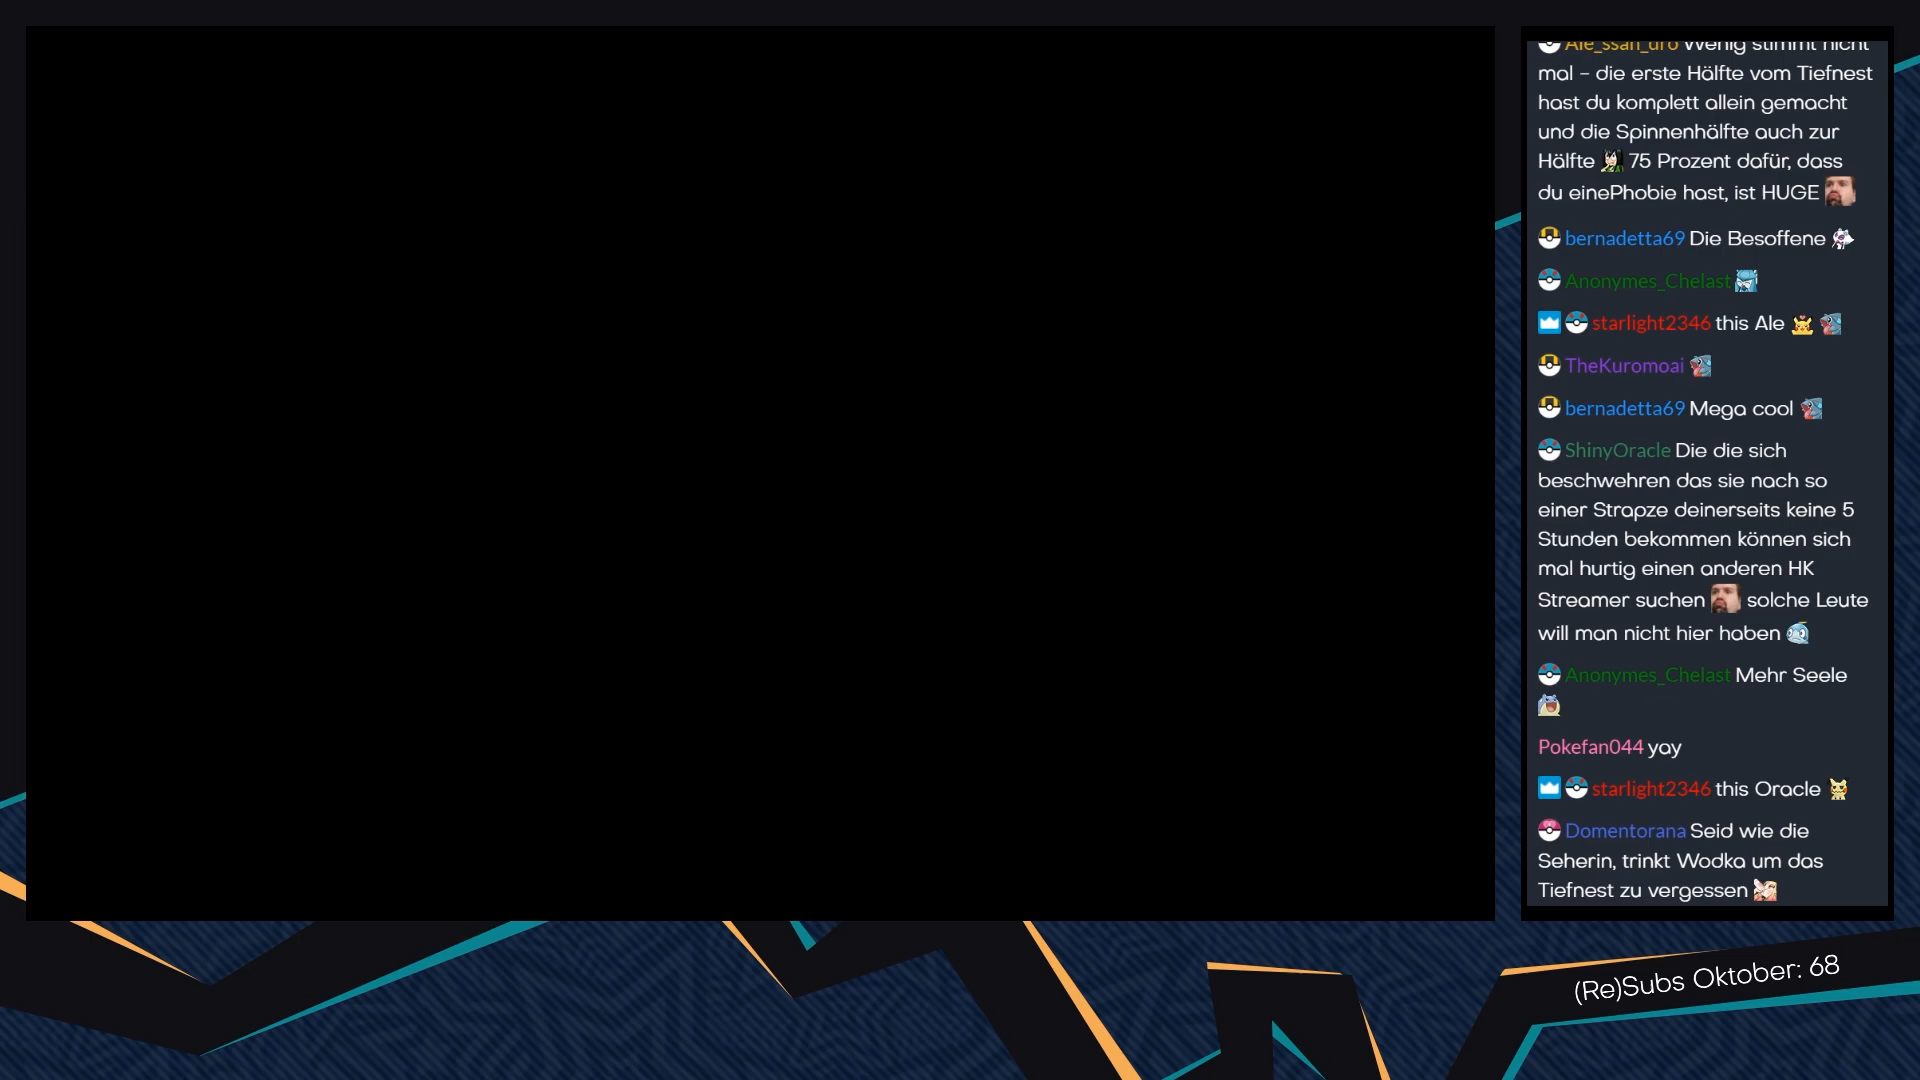 Ale_ssan_dro Wenig stimmt nicht
mal - die erste Hälfte vom Tiefnest
hast du komplett allein gemacht
und die Spinnenhälfte auch zur
Hälfte 75 Prozent dafür, dass
du einePhobie hast, ist HUGE
bernadetta69 Die Besoffene
Anonymes_Chelast
starlight2346 this Ale
TheKuromoai
bernadetta69 Mega cool
ShinyOracle Die die sich
beschwehren das sie nach so
einer Strapze deinerseits keine 5
Stunden bekommen können sich
mal hurtig einen anderen HK
Streamer suchen solche Leute
will man nicht hier haben
Anonymes_Chelast Mehr Seele
Pokefan044 yay
starlight2346 this Oracle
Domentorana Seid wie die
Seherin, trinkt Wodka um das
Tiefnest zu vergessen
(Re)Subs Oktober: 68